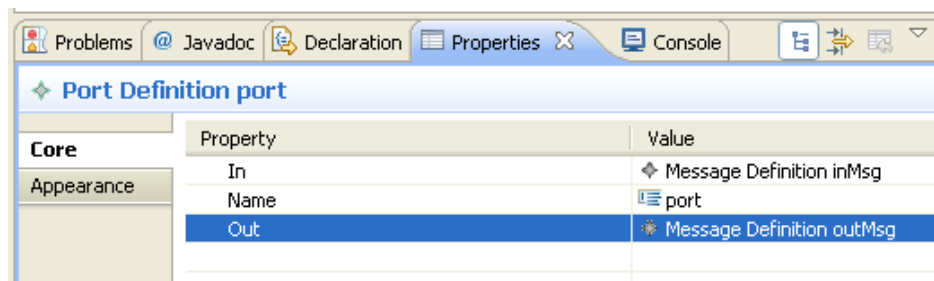 Problems @ Javadoc Declaration Properties Console
Port Definition port
Core
Appearance
Property Value
In Message Definition inMsg
Name port
Out Message Definition outMsg